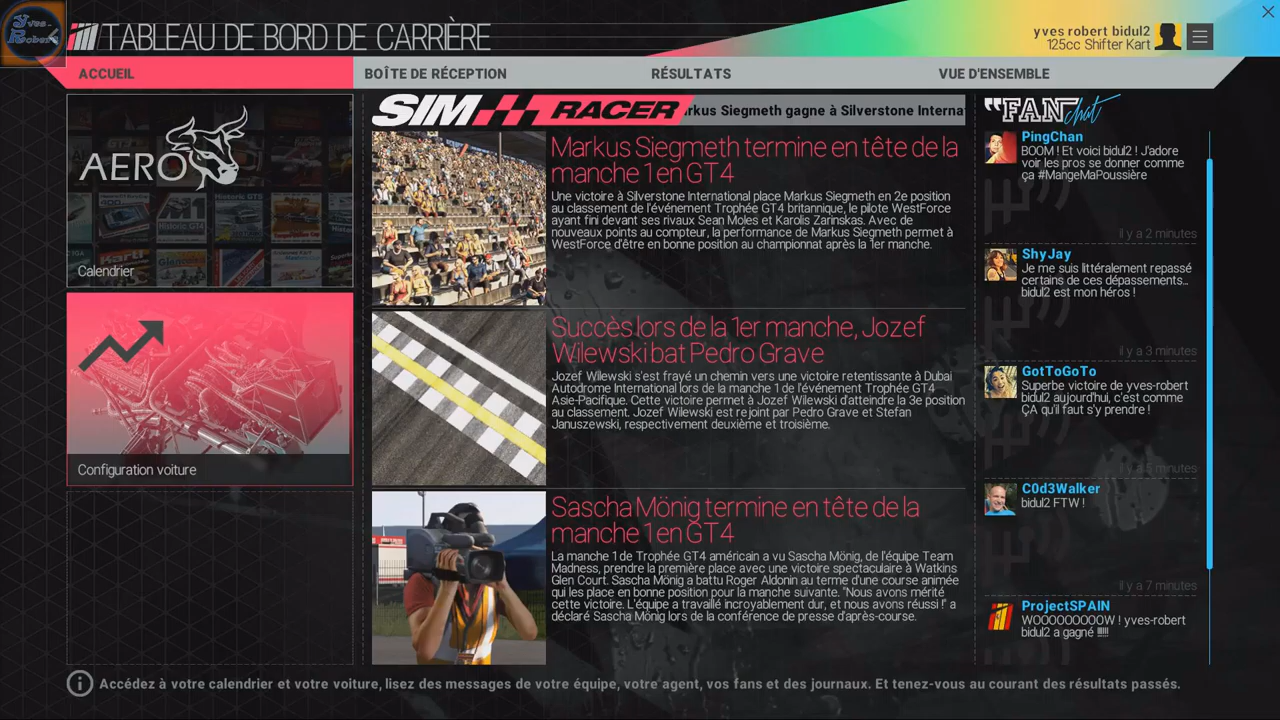 Yves-
Robert
TABLEAU DE BORD DE CARRIÈRE
yves robert bidul2
125cc Shifter Kart
ACCUEIL
BOÎTE DE RÉCEPTION
RÉSULTATS
VUE D'ENSEMBLE
AERO
Calendrier
Configuration voiture
SIM RACER
rkus Siegmeth gagne à Silverstone Interna
Markus Siegmeth termine en tête de la
manche 1 en GT4
Une victoire à Silverstone International place Markus Siegmeth en 2e position
au classement de l'événement Trophée GT4 britannique, le pilote WestForce
ayant fini devant ses rivaux Sean Moles et Karolis Zarinskas. Avec de
nouveaux points au compteur, la performance de Markus Siegmeth permet à
WestForce d'être en bonne position au championnat après la 1er manche.
Succès lors de la 1er manche, Jozef
Wilewski bat Pedro Grave
Jozef Wilewski s'est frayé un chemin vers une victoire retentissante à Dubai
Autodrome International lors de la manche 1 de l'événement Trophée GT4
Asie-Pacifique. Cette victoire permet à Jozef Wilewski d'atteindre la 3e position
au classement. Jozef Wilewski est rejoint par Pedro Grave et Stefan
Januszewski, respectivement deuxième et troisième.
Sascha Mönig termine en tête de la
manche 1 en GT4
La manche 1 de Trophée GT4 américain a vu Sascha Mönig, de l'équipe Team
Madness, prendre la première place avec une victoire spectaculaire à Watkins
Glen Court. Sascha Mönig a battu Roger Aldonin au terme d'une course animée
qui les place en bonne position pour la manche suivante. "Nous avons mérité
cette victoire. L'équipe a travaillé incroyablement dur, et nous avons réussi !" a
déclaré Sascha Mönig lors de la conférence de presse d'après-course.
"FANchat
PingChan
BOOM ! Et voici bidul2 ! J'adore
voir les pros se donner comme
ça #MangeMaPoussière
il y a 2 minutes
ShyJay
Je me suis littéralement repassé
certains de ces dépassements...
bidul2 est mon héros !
il y a 3 minutes
GotToGoTo
Superbe victoire de yves-robert
bidul2 aujourd'hui, c'est comme
ÇA qu'il faut s'y prendre !
il y a 5 minutes
C0d3Walker
bidul2 FTW !
il y a 7 minutes
ProjectSPAIN
WOOOOOOOOOW ! yves-robert
bidul2 a gagné !!!!!
Accédez à votre calendrier et votre voiture, lisez des messages de votre équipe, votre agent, vos fans et des journaux. Et tenez-vous au courant des résultats passés.